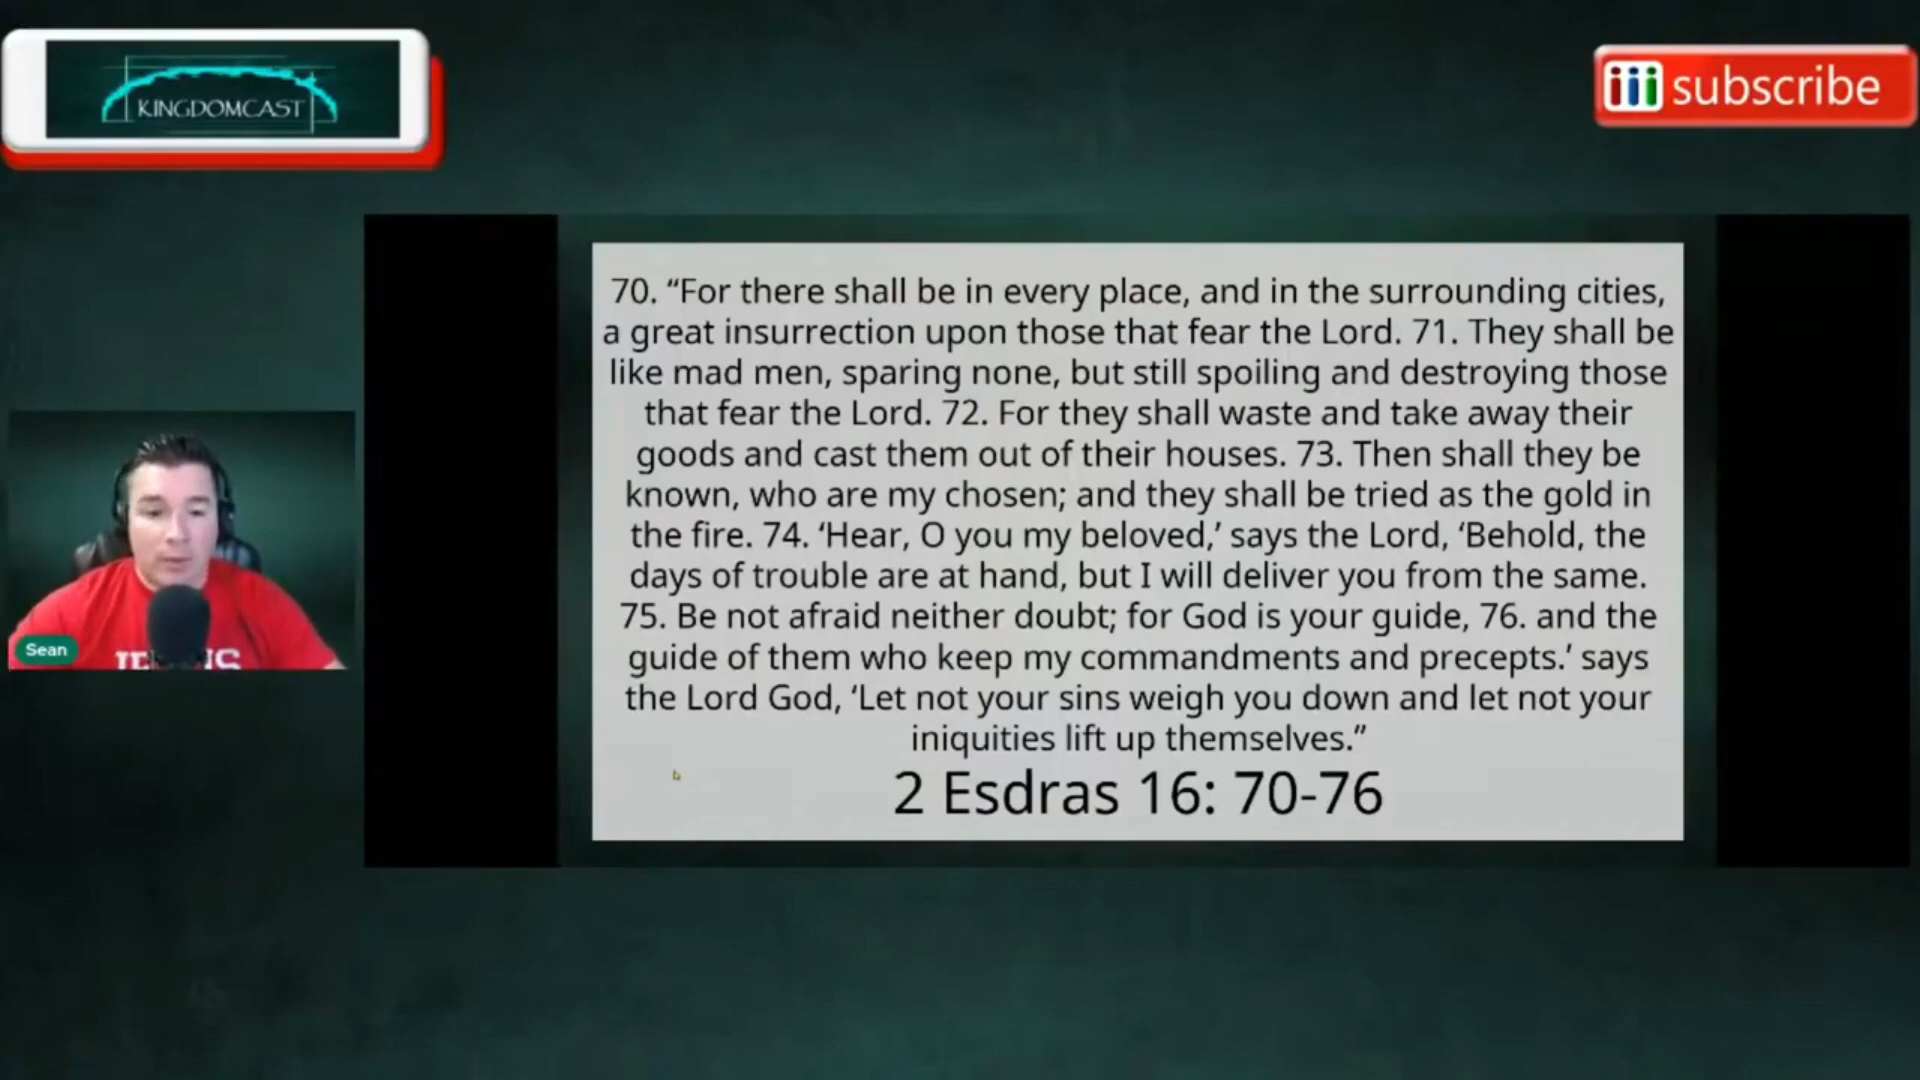 KINGDOMCAST
subscribe
70. “For there shall be in every place, and in the surrounding cities,
a great insurrection upon those that fear the Lord. 71. They shall be
like mad men, sparing none, but still spoiling and destroying those
that fear the Lord. 72. For they shall waste and take away their
goods and cast them out of their houses. 73. Then shall they be
known, who are my chosen; and they shall be tried as the gold in
the fire. 74. ‘Hear, O you my beloved,’ says the Lord, ‘Behold, the
days of trouble are at hand, but I will deliver you from the same.
75. Be not afraid neither doubt; for God is your guide, 76. and the
guide of them who keep my commandments and precepts.’ says
the Lord God, ‘Let not your sins weigh you down and let not your
iniquities lift up themselves.”
2 Esdras 16: 70-76
Sean